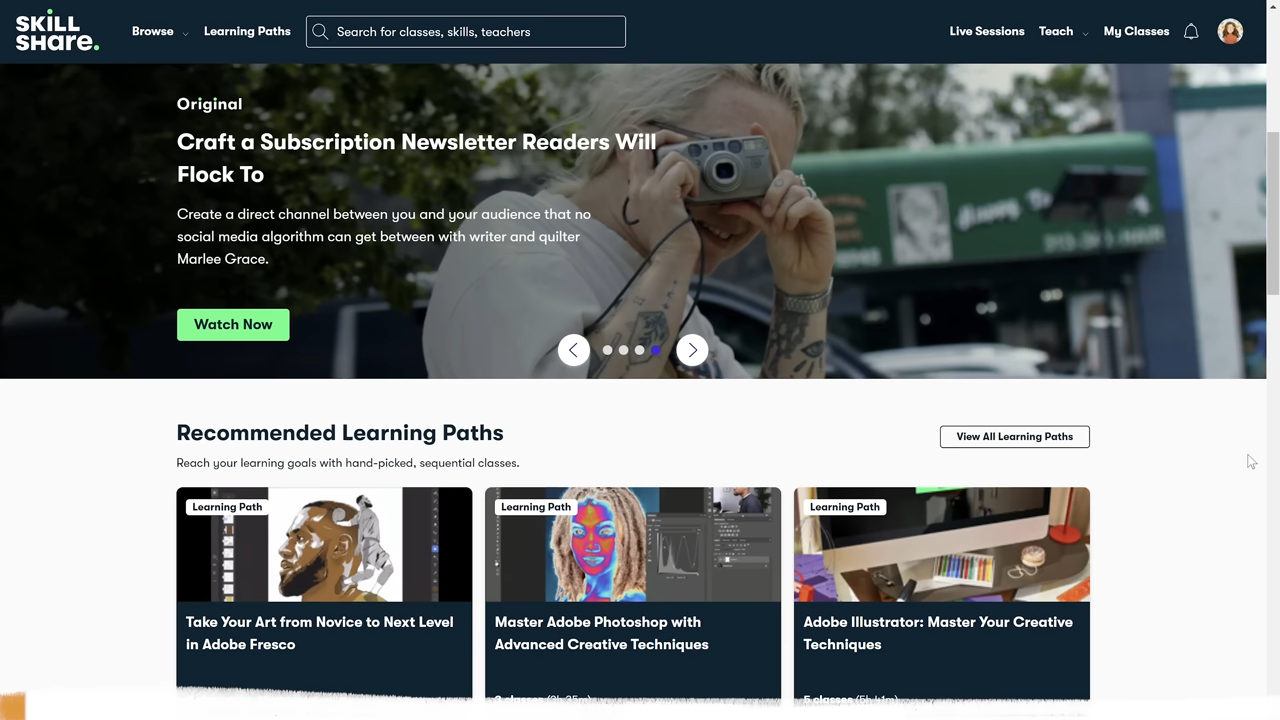 SKILL
SHARE.
Browse
Learning Paths
Search for classes, skills, teachers
Live Sessions
Teach
My Classes
Original
Craft a Subscription Newsletter Readers Will
Flock To
Create a direct channel between you and your audience that no
social media algorithm can get between with writer and quilter
Marlee Grace.
Watch Now
Recommended Learning Paths
View All Learning Paths
Reach your learning goals with hand-picked, sequential classes.
Learning Path
Learning Path
Learning Path
Take Your Art from Novice to Next Level
in Adobe Fresco
Master Adobe Photoshop with
Advanced Creative Techniques
Adobe Illustrator: Master Your Creative
Techniques